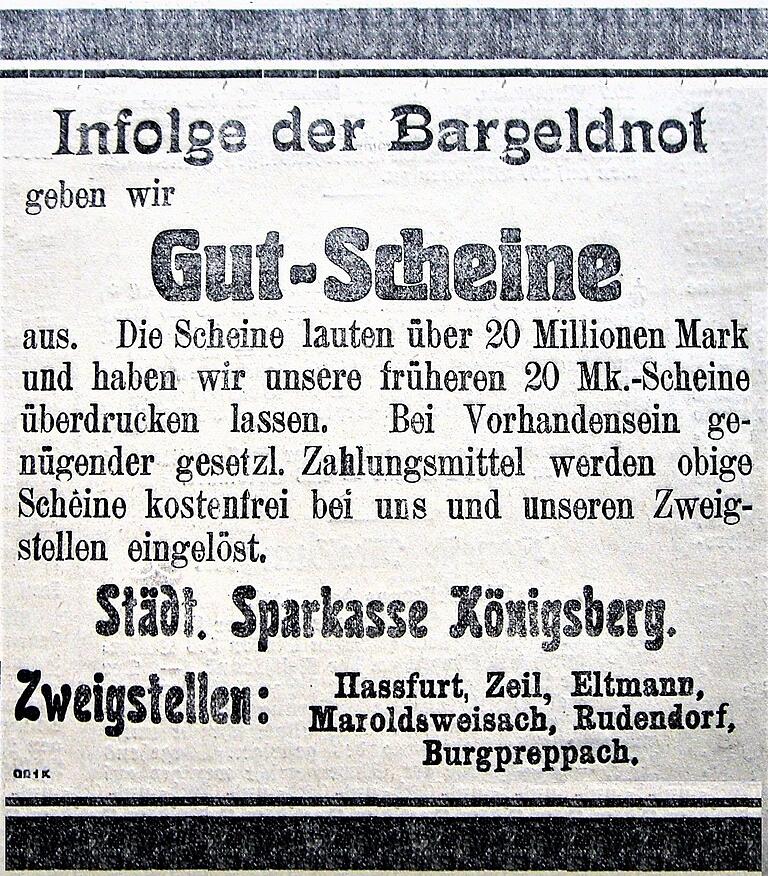 Infolge der Bargeldnot
geben wir
Gut-Scheine
aus. Die Scheine lauten über 20 Millionen Mark
und haben wir unsere früheren 20 Mk.-Scheine
überdrucken lassen. Bei Vorhandensein ge-
nügender gesetzl. Zahlungsmittel werden obige
Scheine kostenfrei bei uns und unseren Zweig-
stellen eingelöst.
Städt. Sparkasse Königsberg.
Zweigstellen: Hassfurt, Zeil, Eltmann,
Maroldsweisach, Rudendorf,
Burgpreppach.